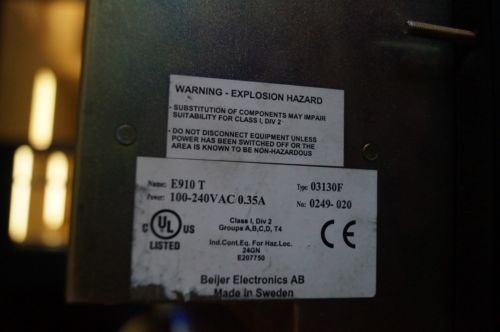 WARNING - EXPLOSION HAZARD
- SUBSTITUTION OF COMPONENTS MAY IMPAIR
SUITABILITY FOR CLASS I, DIV 2
- DO NOT DISCONNECT EQUIPMENT UNLESS
POWER HAS BEEN SWITCHED OFF OR THE
AREA IS KNOWN TO BE NON-HAZARDOUS
Name: E910 T Type: 03130F
Power: 100-240VAC 0.35A No: 0249-020
C UL US
LISTED
CE
Class I, Div 2
Groups A,B,C,D, T4
Ind.Cont.Eq. For Haz.Loc.
24GN
E207750
Beijer Electronics AB
Made in Sweden